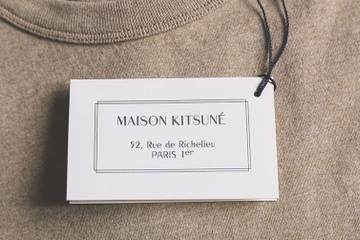 MAISON KITSUNÉ
52, Rue de Richelieu
PARIS 1er